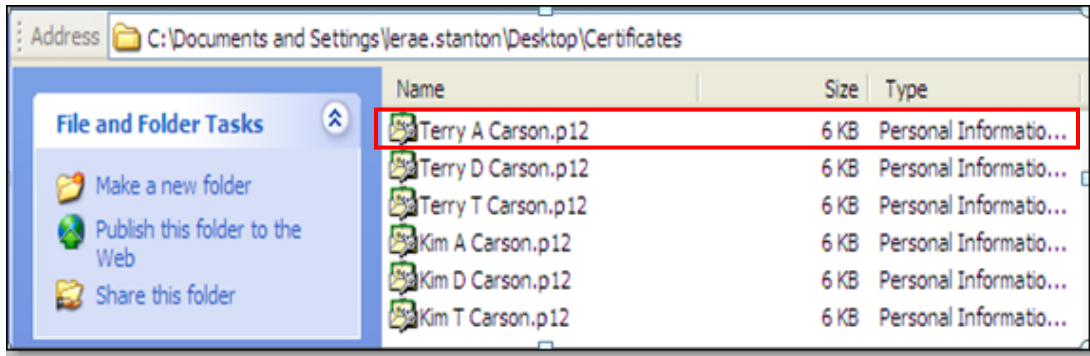 Address C:\Documents and Settings\lerae.stanton\Desktop\Certificates
Name Size Type
File and Folder Tasks
Make a new folder
Publish this folder to the
Web
Share this folder
Terry A Carson.p12 6 KB Personal Informatio...
Terry D Carson.p12 6 KB Personal Informatio...
Terry T Carson.p12 6 KB Personal Informatio...
Kim A Carson.p12 6 KB Personal Informatio...
Kim D Carson.p12 6 KB Personal Informatio...
Kim T Carson.p12 6 KB Personal Informatio...